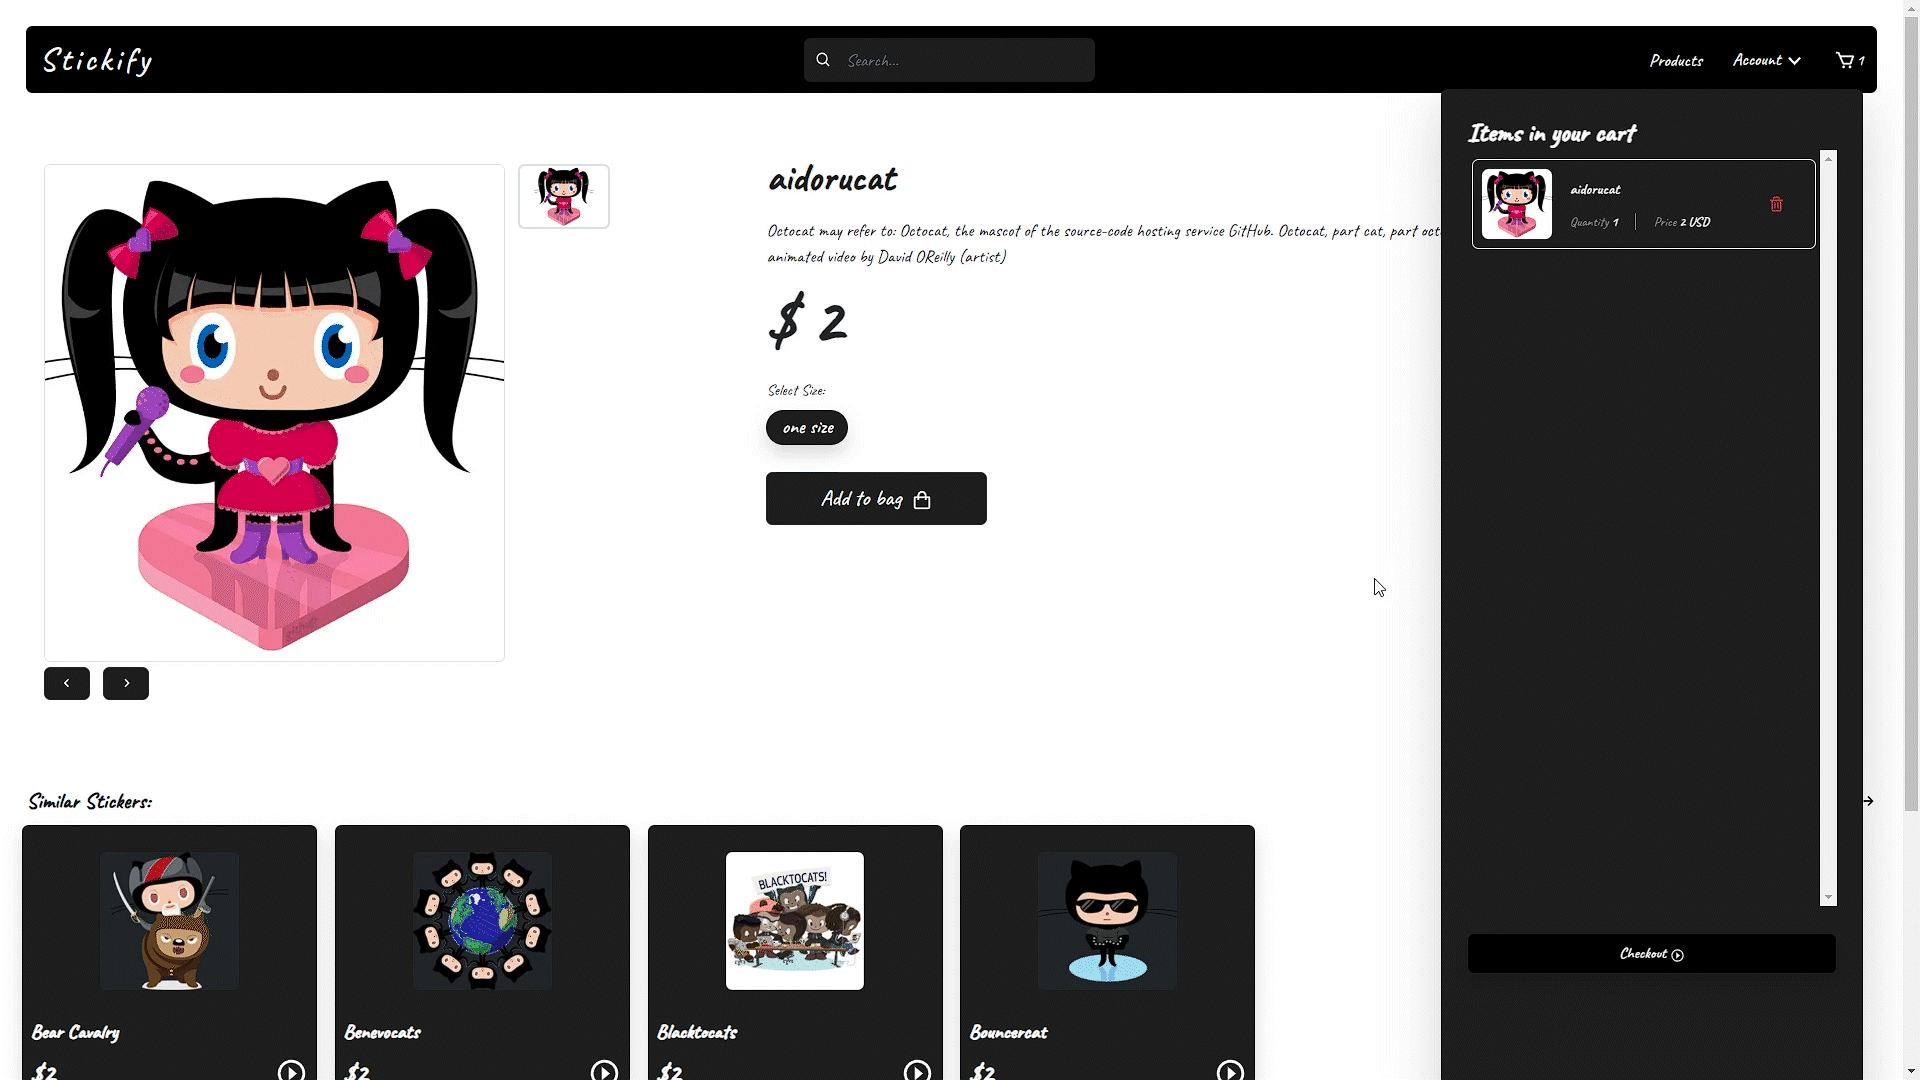 Stickify
Search...
Products
Account
1
Items in your cart
aidorucat
Quantity 1
Price 2 USD
Checkout
aidorucat
Octocat may refer to: Octocat, the mascot of the source-code hosting service GitHub. Octocat, part cat, part oct
animated video by David OReilly (artist)
$ 2
Select Size:
one size
Add to bag
Similar Stickers:
BLACKTOCATS!
Bear Cavalry
$2
Benevocats
$2
Blacktocats
$2
Bouncercat
$2